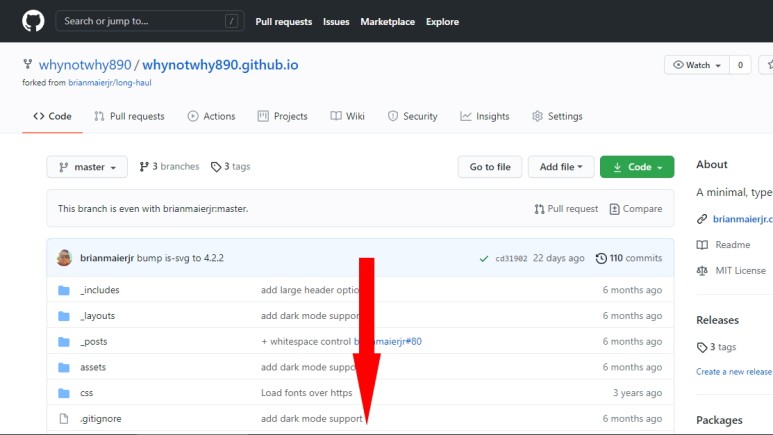 Search or jump to... /
Pull requests Issues Marketplace Explore
whynotwhy890 / whynotwhy890.github.io
forked from brianmaierjr/long-haul
Watch 0
Code Pull requests Actions Projects Wiki Security Insights Settings
master 3 branches 3 tags Go to file Add file Code
About
This branch is even with brianmaierjr:master. Pull request Compare
A minimal, type
brianmaierjr.c
Readme
MIT License
brianmaierjr bump is-svg to 4.2.2 cd31902 22 days ago 110 commits
_includes add large header optio 6 months ago
_layouts add dark mode suppor 6 months ago
_posts + whitespace control b maierjr#80 6 months ago
assets add dark mode suppo 6 months ago
css Load fonts over https 3 years ago
.gitignore add dark mode support 6 months ago
Releases
3 tags
Create a new release
Packages